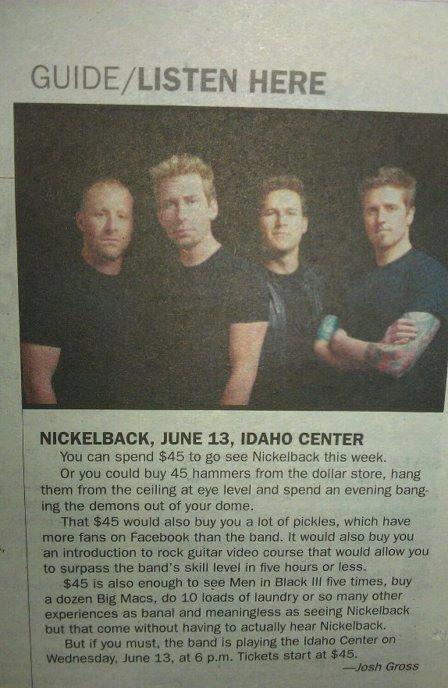 GUIDE/LISTEN HERE
NICKELBACK, JUNE 13, IDAHO CENTER
You can spend $45 to go see Nickelback this week.
Or you could buy 45 hammers from the dollar store, hang
them from the ceiling at eye level and spend an evening bang-
ing the demons out of your dome.
That $45 would also buy you a lot of pickles, which have
more fans on Facebook than the band. It would also buy you
an introduction to rock guitar video course that would allow you
to surpass the band's skill level in five hours or less.
$45 is also enough to see Men in Black III five times, buy
a dozen Big Macs, do 10 loads of laundry or so many other
experiences as banal and meaningless as seeing Nickelback
but that come without having to actually hear Nickelback.
But if you must, the band is playing the Idaho Center on
Wednesday, June 13, at 6 p.m. Tickets start at $45.
—Josh Gross